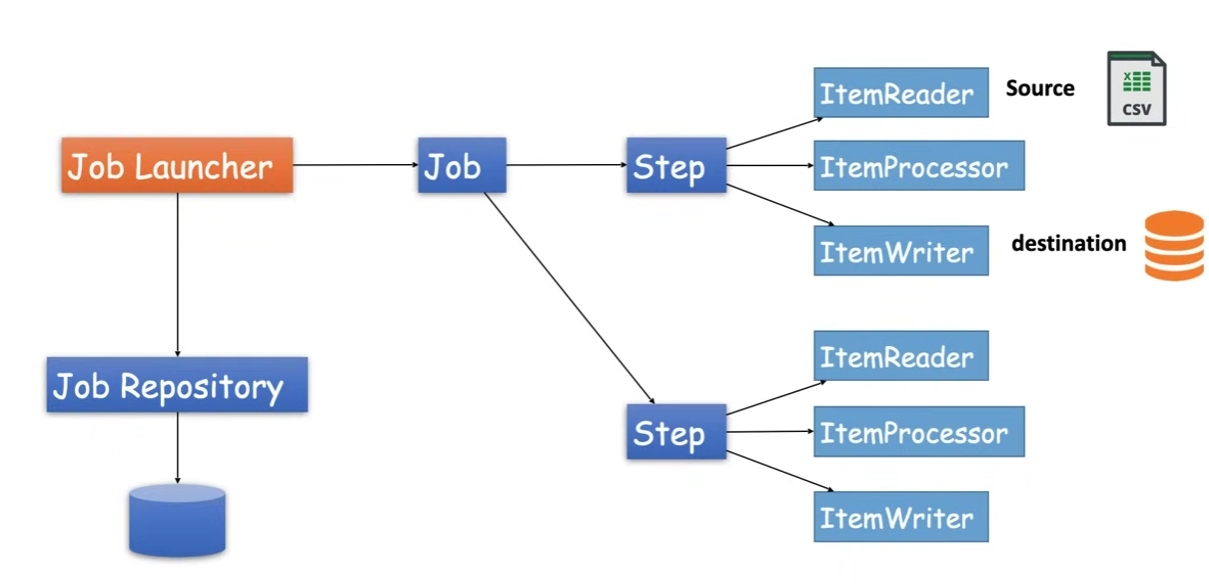 ItemReader
Source
CSV
Job Launcher
Job
Step
ItemProcessor
ItemWriter
destination
Job Repository
Step
ItemReader
ItemProcessor
ItemWriter